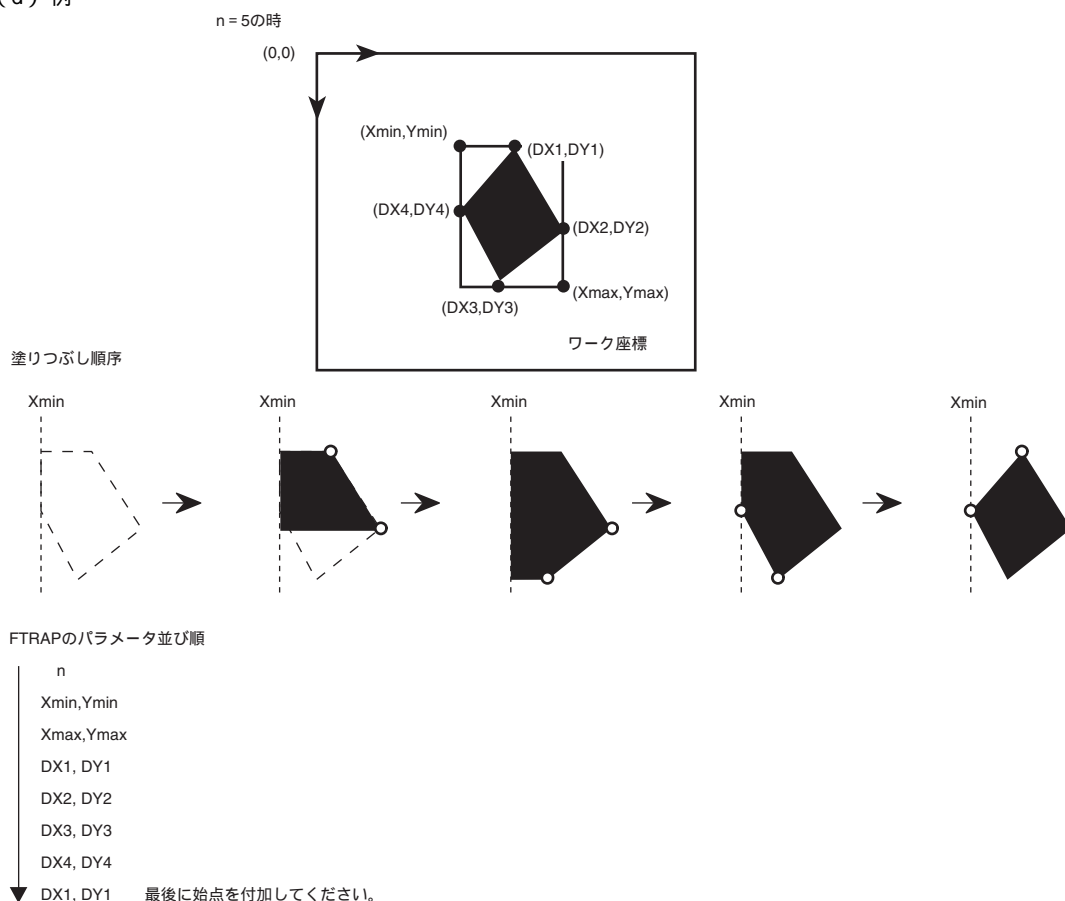 (d) 例
n = 5の時
(0,0)
(Xmin,Ymin)
(DX1,DY1)
(DX4,DY4)
(DX2,DY2)
(Xmax,Ymax)
(DX3,DY3)
ワーク座標
塗りつぶし順序
Xmin
Xmin
Xmin
Xmin
Xmin
FTRAPのパラメータ並び順
n
Xmin,Ymin
Xmax,Ymax
DX1, DY1
DX2, DY2
DX3, DY3
DX4, DY4
DX1, DY1 最後に始点を付加してください。